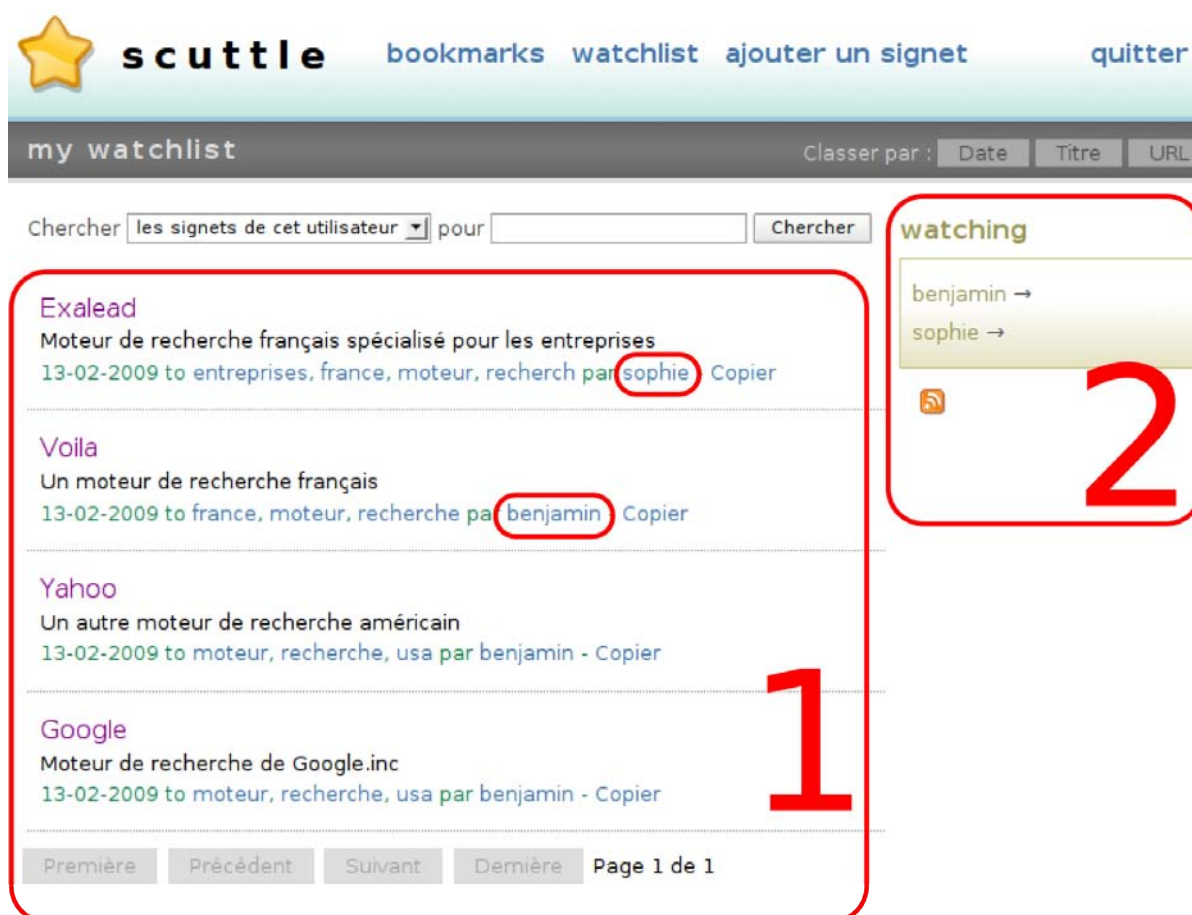 scuttle bookmarks watchlist ajouter un signet quitter
my watchlist Classer par : Date Titre URL
Chercher les signets de cet utilisateur pour Chercher
Exalead
Moteur de recherche français spécialisé pour les entreprises
13-02-2009 to entreprises, france, moteur, recherch par sophie - Copier
Voila
Un moteur de recherche français
13-02-2009 to france, moteur, recherche par benjamin - Copier
Yahoo
Un autre moteur de recherche américain
13-02-2009 to moteur, recherche, usa par benjamin - Copier
Google
Moteur de recherche de Google.inc
13-02-2009 to moteur, recherche, usa par benjamin - Copier
1
Première Précédent Suivant Dernière Page 1 de 1
watching
benjamin →
sophie →
2